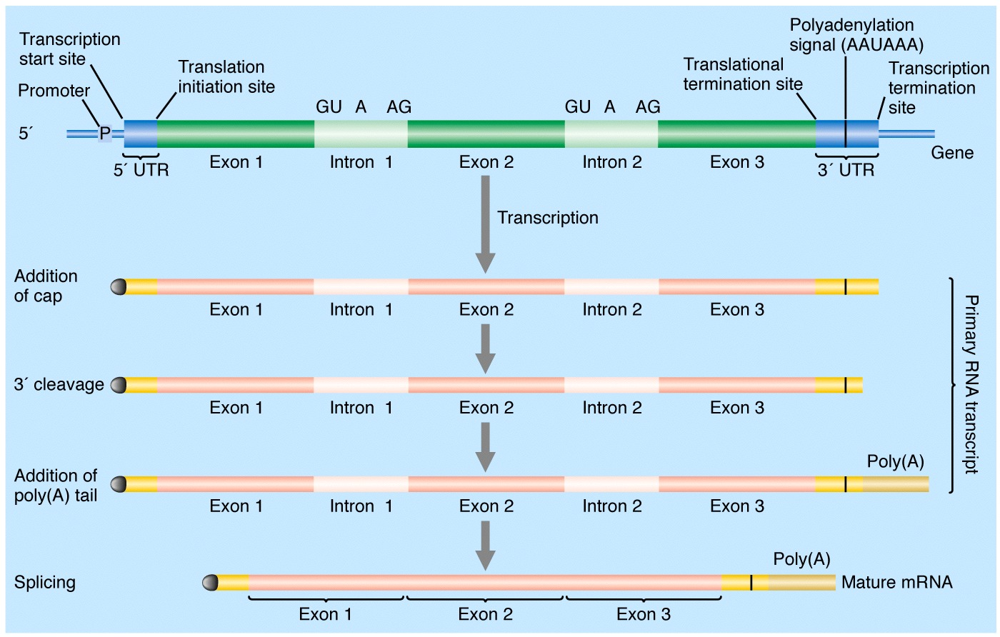 Transcription
start site
Promoter
Translation
initiation site
Translational
termination site
Polyadenylation
signal (AAUAAA)
Transcription
termination
site
GU A AG
GU A AG
5´
P
5´ UTR
Exon 1
Intron 1
Exon 2
Intron 2
Exon 3
3´ UTR
Gene
Transcription
Addition
of cap
Exon 1
Intron 1
Exon 2
Intron 2
Exon 3
3´ cleavage
Exon 1
Intron 1
Exon 2
Intron 2
Exon 3
Addition of
poly(A) tail
Poly(A)
Exon 1
Intron 1
Exon 2
Intron 2
Exon 3
Primary RNA transcript
Splicing
Poly(A)
Mature mRNA
Exon 1
Exon 2
Exon 3